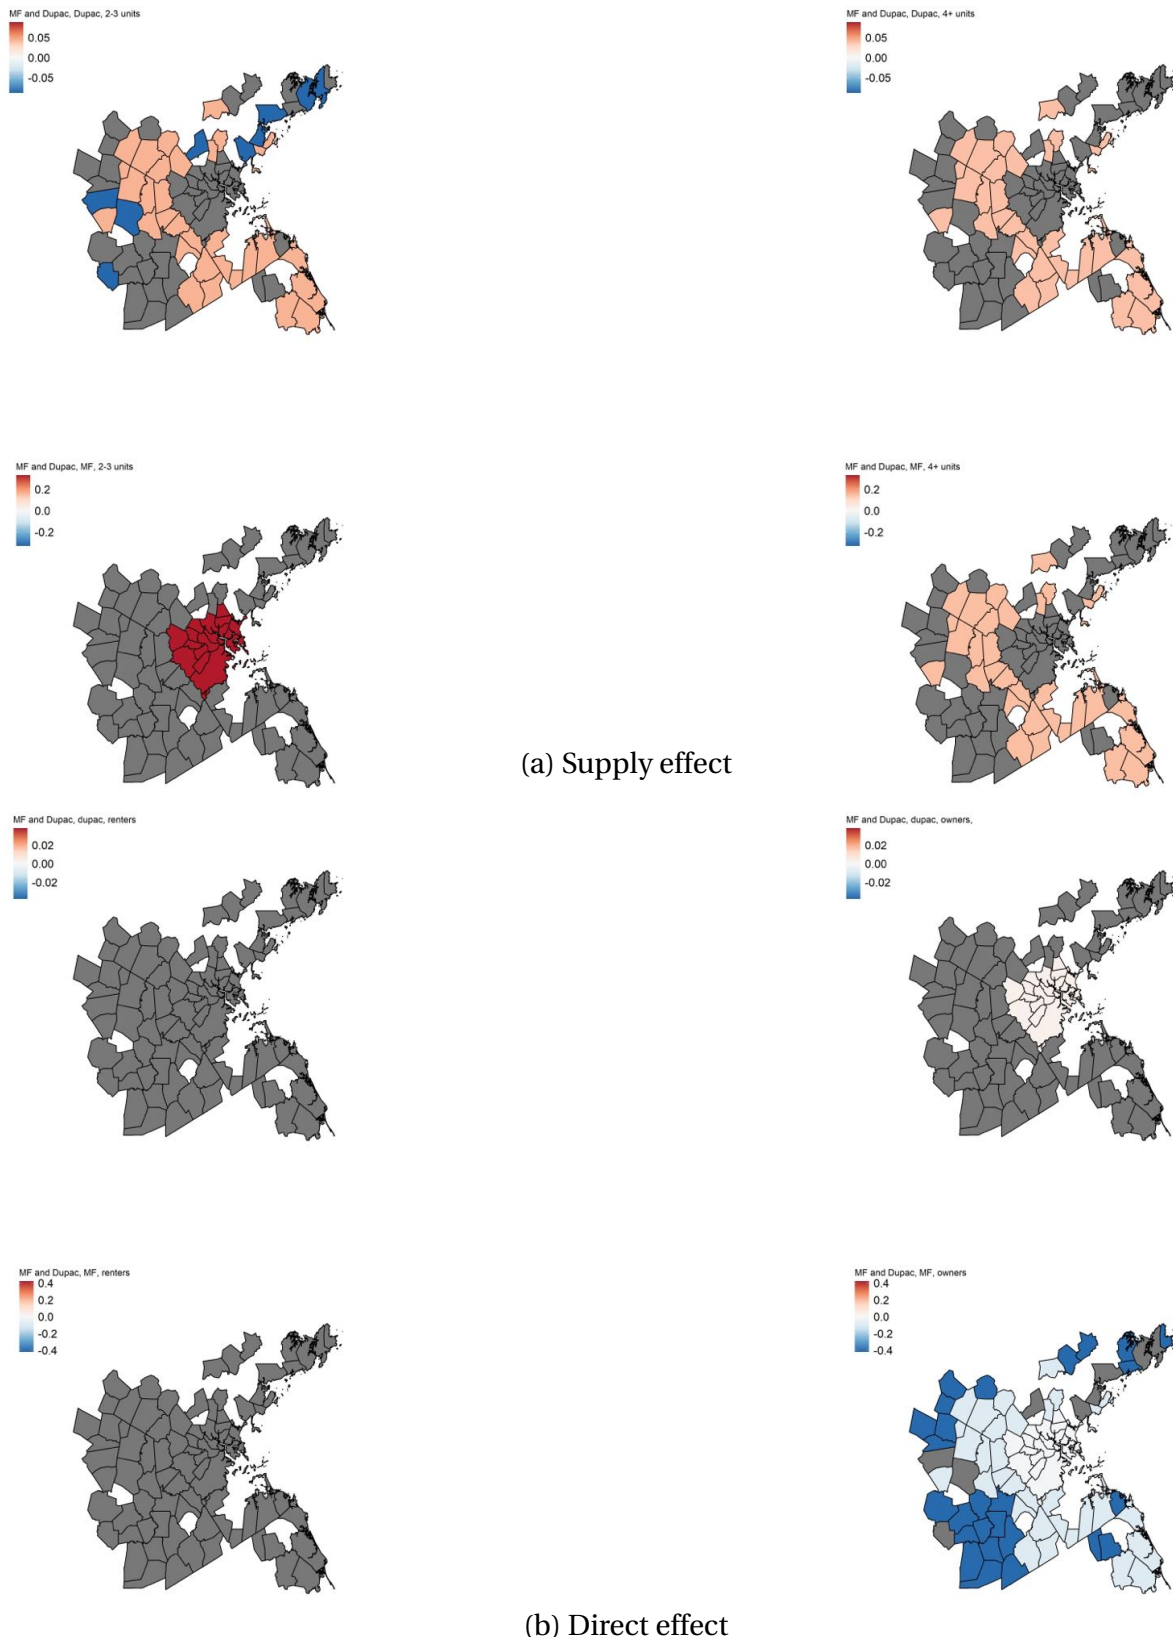 MF and Dupac, Dupac, 2-3 units
0.05
0.00
-0.05
MF and Dupac, Dupac, 4+ units
0.05
0.00
-0.05
MF and Dupac, MF, 2-3 units
0.2
0.0
-0.2
MF and Dupac, MF, 4+ units
0.2
0.0
-0.2
(a) Supply effect
MF and Dupac, dupac, renters
0.02
0.00
-0.02
MF and Dupac, dupac, owners,
0.02
0.00
-0.02
MF and Dupac, MF, renters
0.4
0.2
0.0
-0.2
-0.4
MF and Dupac, MF, owners
0.4
0.2
0.0
-0.2
-0.4
(b) Direct effect